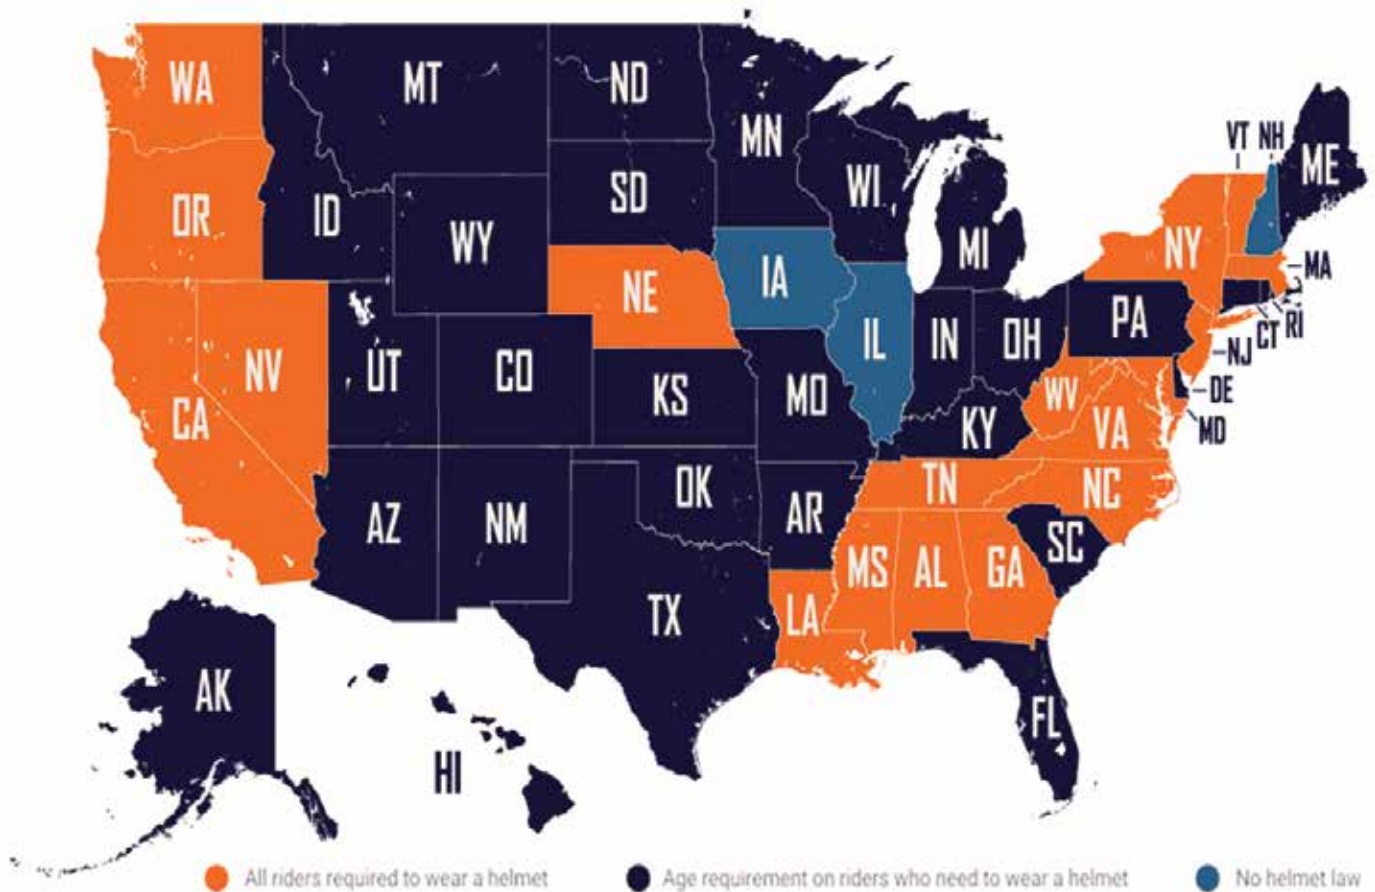 WA
MT
ND
MN
VT NH
ME
OR
ID
SD
WI
WY
MI
NY
MA
NE
IA
PA
RI
CT
NV
UT
CO
IL
IN
OH
NJ
CA
KS
MO
WV
DE
KY
VA
MD
AZ
NM
OK
TN
NC
AR
SC
TX
LA
MS
AL
GA
AK
HI
FL
All riders required to wear a helmet
Age requirement on riders who need to wear a helmet
No helmet law